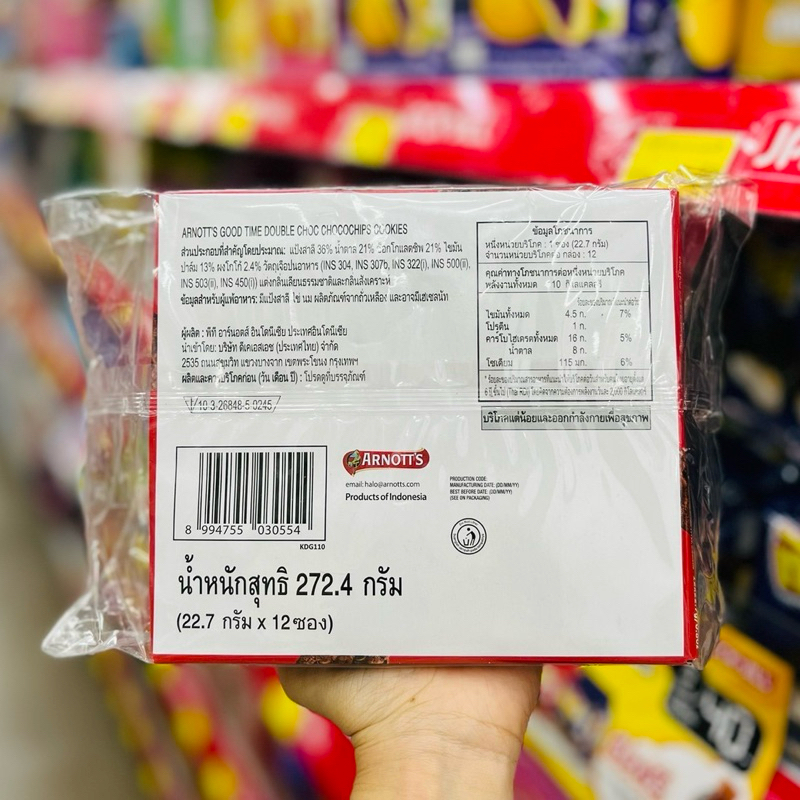 ARNOTT'S GOOD TIME DOUBLE CHOC CHOCOCHIPS COOKIES
ส่วนประกอบที่สำคัญโดยประมาณ: แป้งสาลี 36% น้ำตาล 21% ช็อกโกแลตชิพ 21% ไขมัน
ปาล์ม 13% ผงโกโก้ 2.4% วัตถุเจือปนอาหาร (INS 304, INS 307b, INS 322(i), INS 500(ii),
INS 503(ii), INS 450(i)) แต่งกลิ่นเลียนธรรมชาติและกลิ่นสังเคราะห์
ข้อมูลสำหรับผู้แพ้อาหาร: มีแป้งสาลี ไข่ นม ผลิตภัณฑ์จากถั่วเหลือง และอาจมีเฮเซลนัท
ผู้ผลิต : พีที อาร์นอตส์ อินโดนีเซีย ประเทศอินโดนีเซีย
นำเข้าโดย: บริษัท ดีเคเอสเอช (ประเทศไทย) จำกัด
2535 ถนนสุขุมวิท แขวงบางจาก เขตพระโขนง กรุงเทพฯ
ผลิตและควรบริโภคก่อน (วัน เดือน ปี) : โปรดดูที่บรรจุภัณฑ์
10-3-26848-5-0245
ข้อมูลโภชนาการ
หนึ่งหน่วยบริโภค : 1 ซอง (22.7 กรัม)
จำนวนหน่วยบริโภคต่อ กล่อง : 12
คุณค่าทางโภชนาการต่อหนึ่งหน่วยบริโภค
พลังงานทั้งหมด 10 กิโลแคลอรี
ไขมันทั้งหมด 4.5 ก. 7%
โปรตีน 1 ก.
คาร์โบไฮเดรตทั้งหมด 16 ก. 5%
น้ำตาล 8 ก.
โซเดียม 115 มก. 6%
บริโภคแต่น้อยและออกกำลังกายเพื่อสุขภาพ
ARNOTT'S
email: halo@arnotts.com
Products of Indonesia
PRODUCTION CODE:
MANUFACTURING DATE: (DD/MM/YY)
BEST BEFORE DATE: (DD/MM/YY)
(SEE ON PACKAGING)
8 994755 030554
KDG110
น้ำหนักสุทธิ 272.4 กรัม
(22.7 กรัม x 12 ซอง)